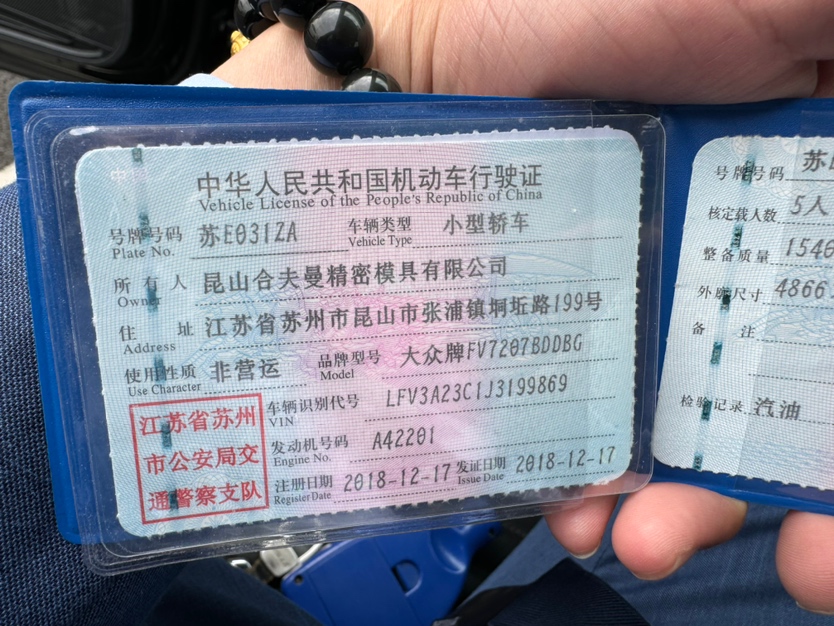 中华人民共和国机动车行驶证
Vehicle License of the People's Republic of China
号牌号码 苏E031ZA 车辆类型 小型轿车
Plate No. Vehicle Type
所有人 昆山合夫曼精密模具有限公司
Owner
住址 江苏省苏州市昆山市张浦镇垌坵路199号
Address
使用性质 非营运 品牌型号 大众牌FV7207BDDBG
Use Character Model
车辆识别代号 LFV3A23C1J3199869
VIN
发动机号码 A42201
Engine No.
注册日期 2018-12-17 发证日期 2018-12-17
Register Date Issue Date
江苏省苏州
市公安局交
通警察支队
号牌号码 苏
核定载人数 5人
整备质量 1540
外廓尺寸 4866
备注
检验记录 汽油